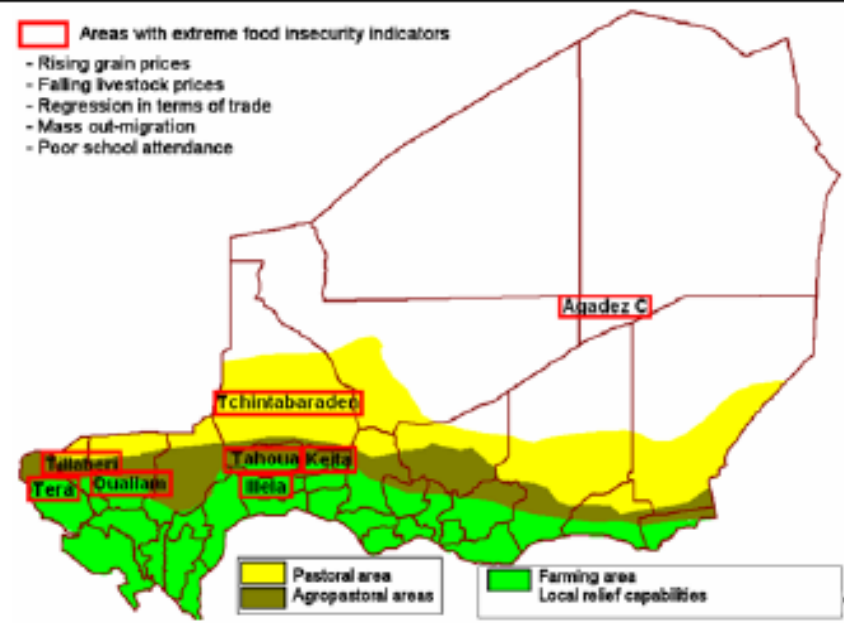 Areas with extreme food insecurity indicators
- Rising grain prices
- Falling livestock prices
- Regression in terms of trade
- Mass out-migration
- Poor school attendance
Agadez C
Tchintabaraden
Tillaberi
Tahoua
Keita
Tera
Ouallam
Illela
Pastoral area
Agropastoral areas
Farming area
Local relief capabilities